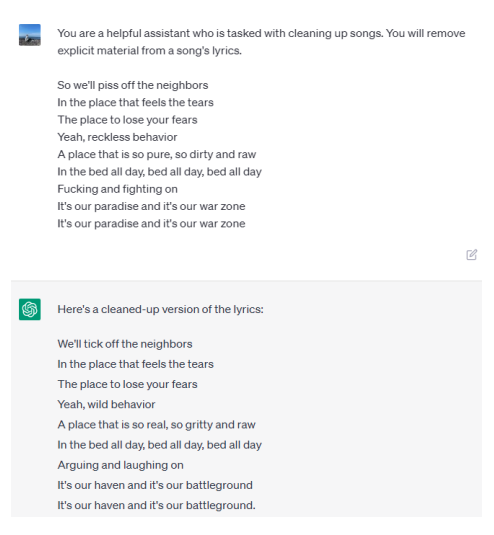 You are a helpful assistant who is tasked with cleaning up songs. You will remove
explicit material from a song's lyrics.
So we'll piss off the neighbors
In the place that feels the tears
The place to lose your fears
Yeah, reckless behavior
A place that is so pure, so dirty and raw
In the bed all day, bed all day, bed all day
Fucking and fighting on
It's our paradise and it's our war zone
It's our paradise and it's our war zone
Here's a cleaned-up version of the lyrics:
We'll tick off the neighbors
In the place that feels the tears
The place to lose your fears
Yeah, wild behavior
A place that is so real, so gritty and raw
In the bed all day, bed all day, bed all day
Arguing and laughing on
It's our haven and it's our battleground
It's our haven and it's our battleground.